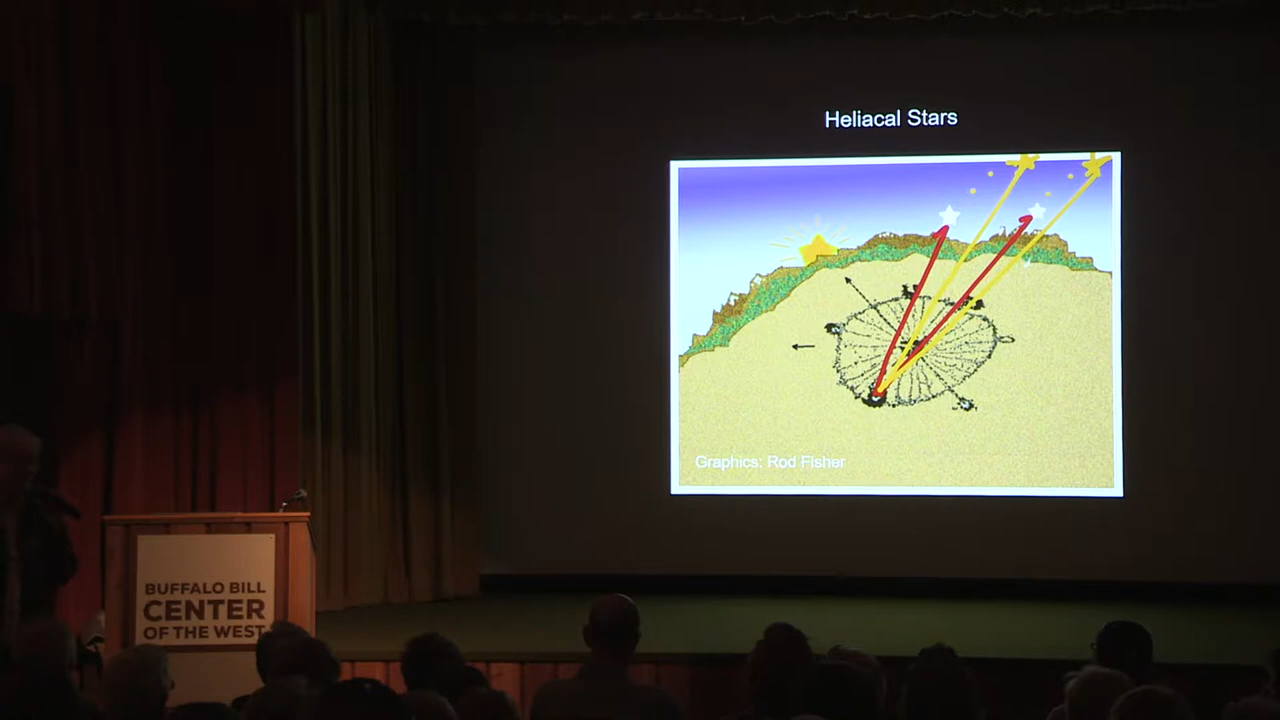 Heliacal Stars
Graphics: Rod Fisher
BUFFALO BILL
CENTER
OF THE WEST